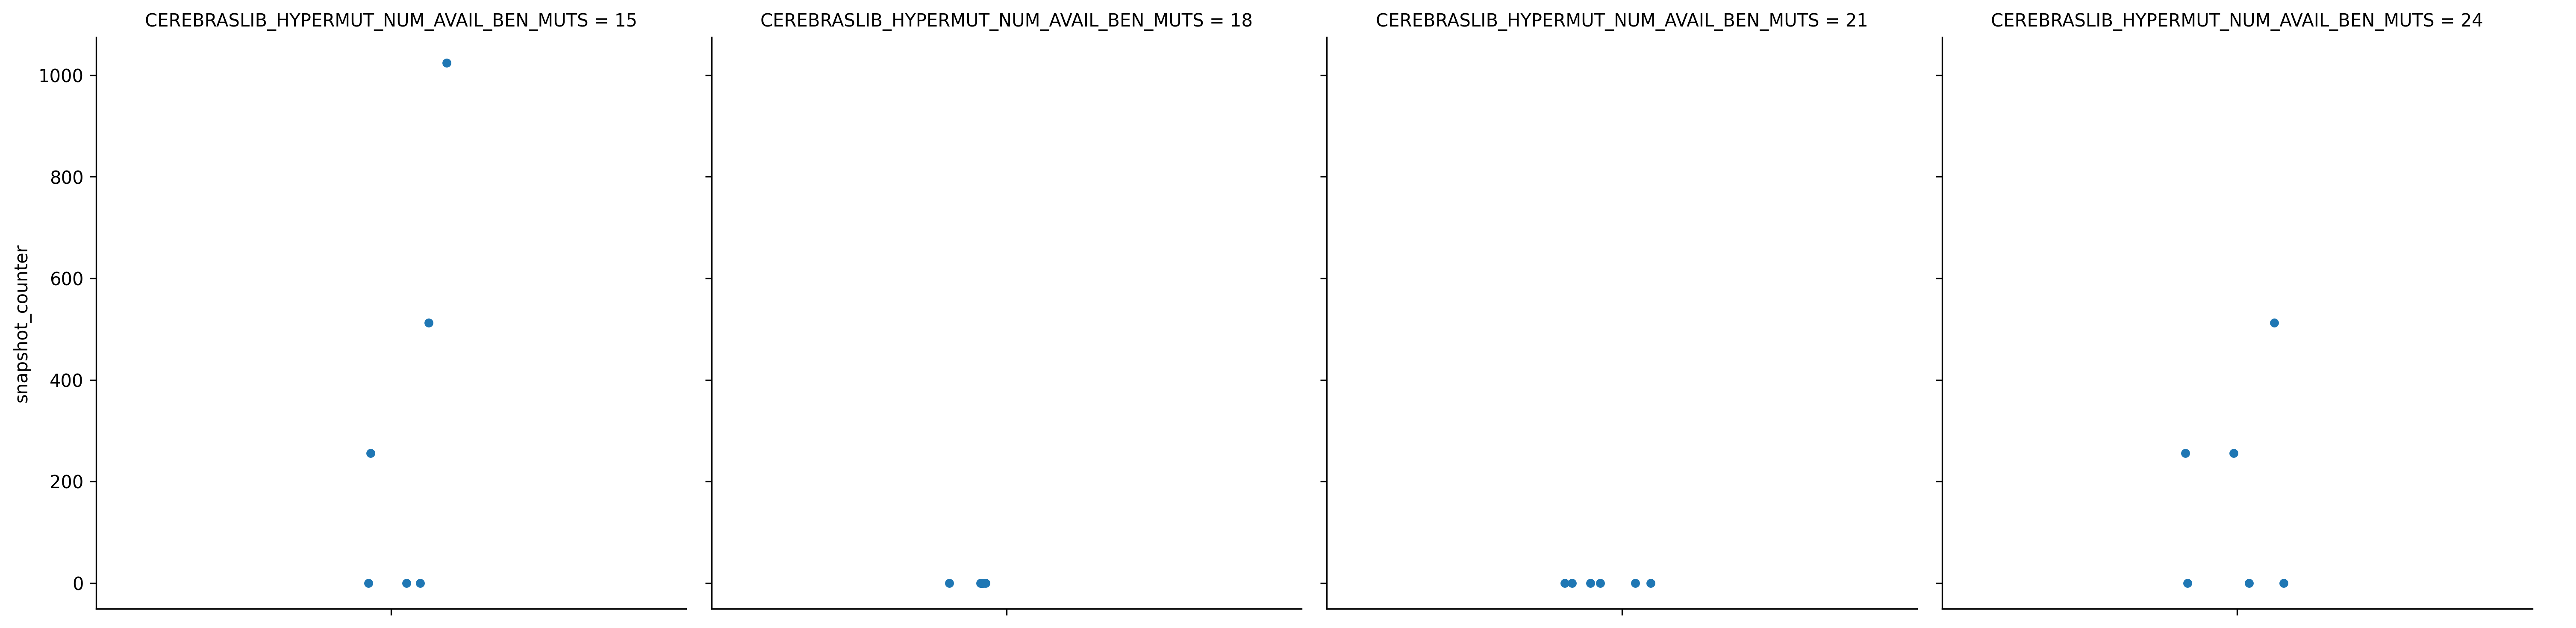 CEREBRASLIB_HYPERMUT_NUM_AVAIL_BEN_MUTS = 15
CEREBRASLIB_HYPERMUT_NUM_AVAIL_BEN_MUTS = 18
CEREBRASLIB_HYPERMUT_NUM_AVAIL_BEN_MUTS = 21
CEREBRASLIB_HYPERMUT_NUM_AVAIL_BEN_MUTS = 24
snapshot_counter
1000
800
600
400
200
0